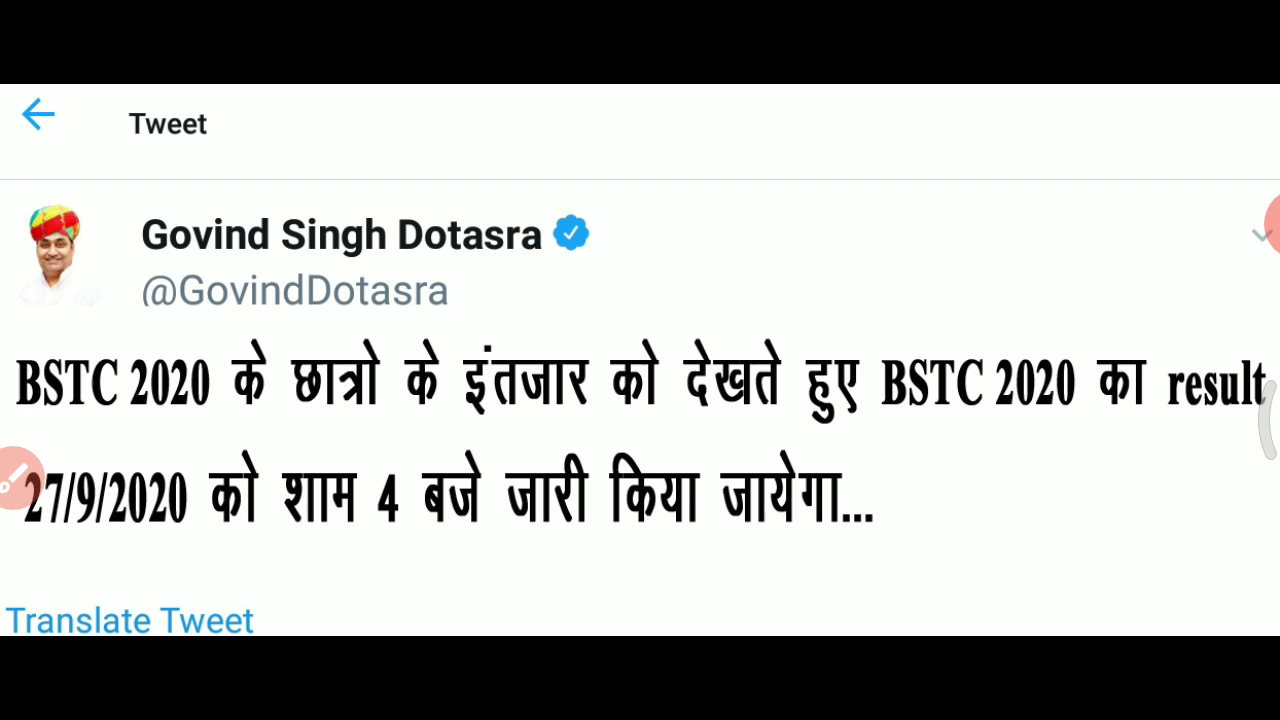 Tweet
Govind Singh Dotasra
@GovindDotasra
BSTC 2020 के छात्रो के इंतजार को देखते हुए BSTC 2020 का result
27/9/2020 को शाम 4 बजे जारी किया जायेगा...
Translate Tweet